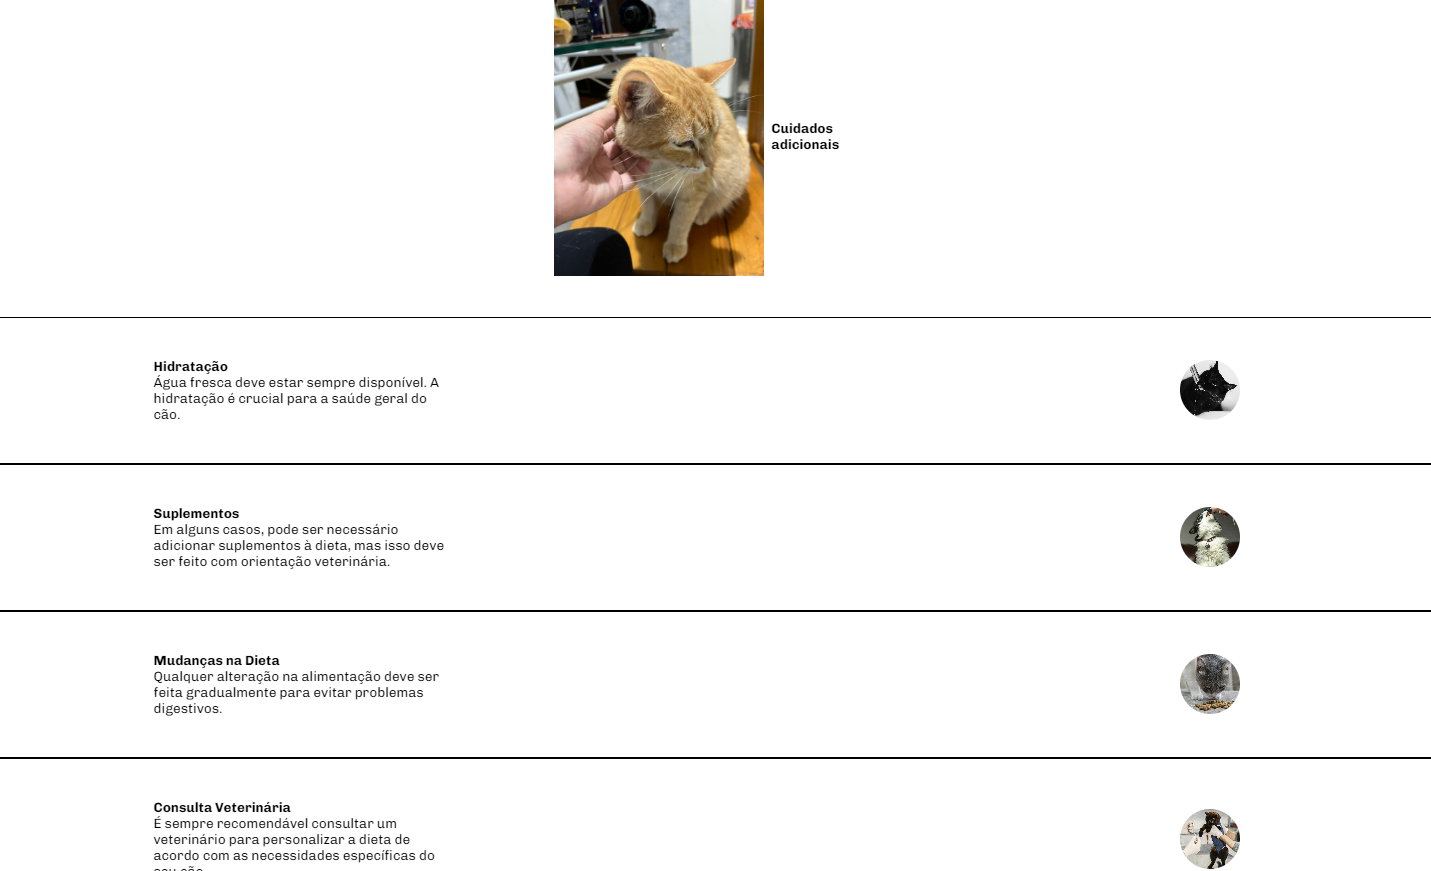 Cuidados
adicionais
Hidratação
Água fresca deve estar sempre disponível. A
hidratação é crucial para a saúde geral do
cão.
Suplementos
Em alguns casos, pode ser necessário
adicionar suplementos à dieta, mas isso deve
ser feito com orientação veterinária.
Mudanças na Dieta
Qualquer alteração na alimentação deve ser
feita gradualmente para evitar problemas
digestivos.
Consulta Veterinária
É sempre recomendável consultar um
veterinário para personalizar a dieta de
acordo com as necessidades específicas do
seu cão.